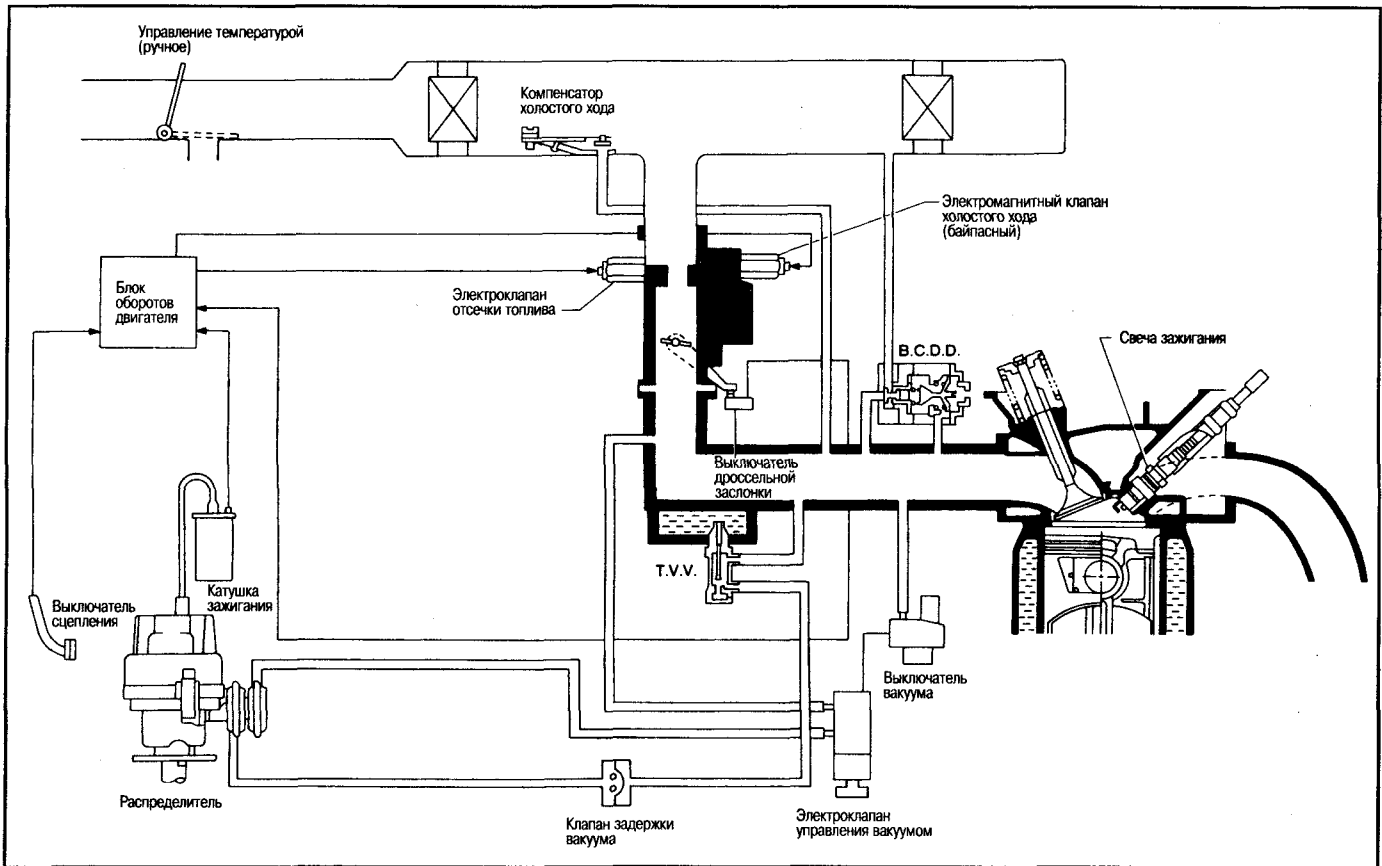 Управление температурой
(ручное)
Компенсатор
холостого хода
Электромагнитный клапан
холостого хода
(байпасный)
Блок
оборотов
двигателя
Электроклапан
отсечки топлива
B.C.D.D.
Свеча зажигания
Выключатель
дроссельной
заслонки
T.V.V.
Катушка
зажигания
Выключатель
сцепления
Выключатель
вакуума
Распределитель
Клапан задержки
вакуума
Электроклапан
управления вакуумом